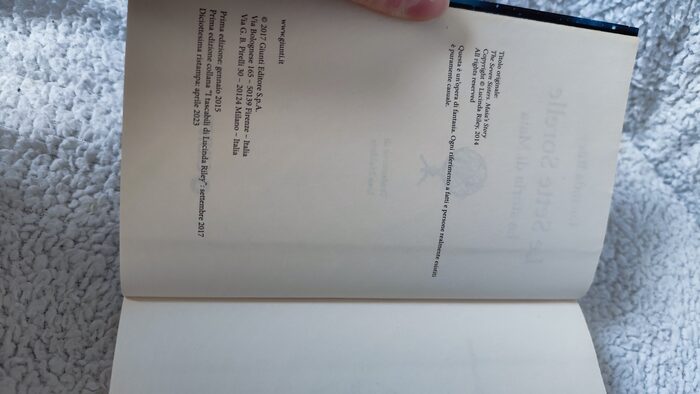 Titolo originale:
The Seven Sisters. Maia's Story
Copyright © Lucinda Riley, 2014
All rights reserved
Questa è un'opera di fantasia. Ogni riferimento a fatti e persone realmente esistiti
è puramente casuale.
www.giunti.it
© 2017 Giunti Editore S.p.A.
Via Bolognese 165 – 50139 Firenze – Italia
Via G. B. Pirelli 30 – 20124 Milano – Italia
Prima edizione: gennaio 2015
Prima edizione collana "I tascabili di Lucinda Riley": settembre 2017
Diciottesima ristampa: aprile 2023